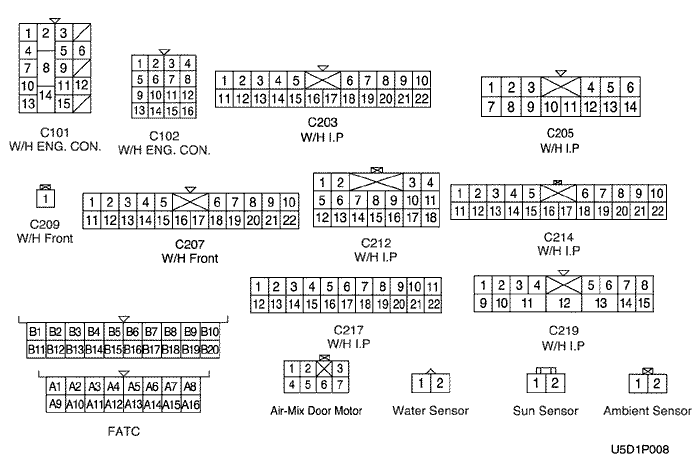 1 2 3
4 5 6
7 8 9
10 11 12
13 14 15
C101
W/H ENG. CON.
1 2 3 4
5 6 7 8
9 10 11 12
13 14 15 16
C102
W/H ENG. CON.
1 2 3 4 5 6 7 8 9 10
11 12 13 14 15 16 17 18 19 20 21 22
C203
W/H I.P
1 2 3 4 5 6
7 8 9 10 11 12 13 14
C205
W/H I.P
1
C209
W/H Front
1 2 3 4 5 6 7 8 9 10
11 12 13 14 15 16 17 18 19 20 21 22
C207
W/H Front
1 2 3 4
5 6 7 8 9 10 11
12 13 14 15 16 17 18
C212
W/H I.P
1 2 3 4 5 6 7 8 9 10
11 12 13 14 15 16 17 18 19 20 21 22
C214
W/H I.P
1 2 3 4 5 6 7 8 9 10 11
12 13 14 15 16 17 18 19 20 21 22
C217
W/H I.P
1 2 3 4 5 6 7 8
9 10 11 12 13 14 15
C219
W/H I.P
B1 B2 B3 B4 B5 B6 B7 B8 B9 B10
B11 B12 B13 B14 B15 B16 B17 B18 B19 B20
A1 A2 A3 A4 A5 A6 A7 A8
A9 A10 A11 A12 A13 A14 A15 A16
FATC
1 2 3
4 5 6 7
Air-Mix Door Motor
1 2
Water Sensor
1 2
Sun Sensor
1 2
Ambient Sensor
U5D1P008